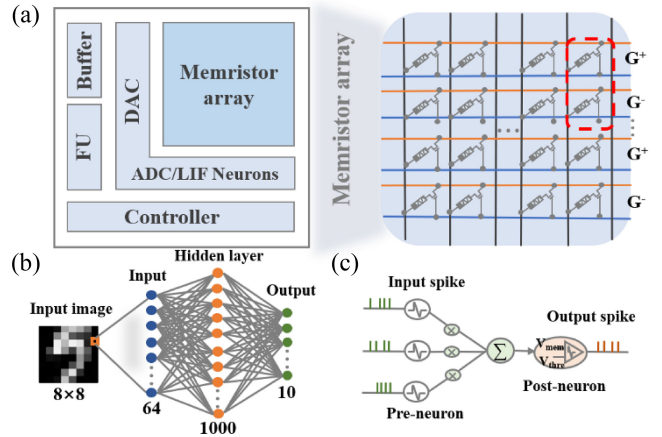 (a)
Buffer
FU
DAC
Memristor
array
ADC/LIF Neurons
Controller
Memristor array
G+
G-
G+
G-
(b)
Input image
8×8
Input
64
Hidden layer
1000
Output
10
(c)
Input spike
Pre-neuron
Σ
Output spike
Vmem
Vthre
Post-neuron